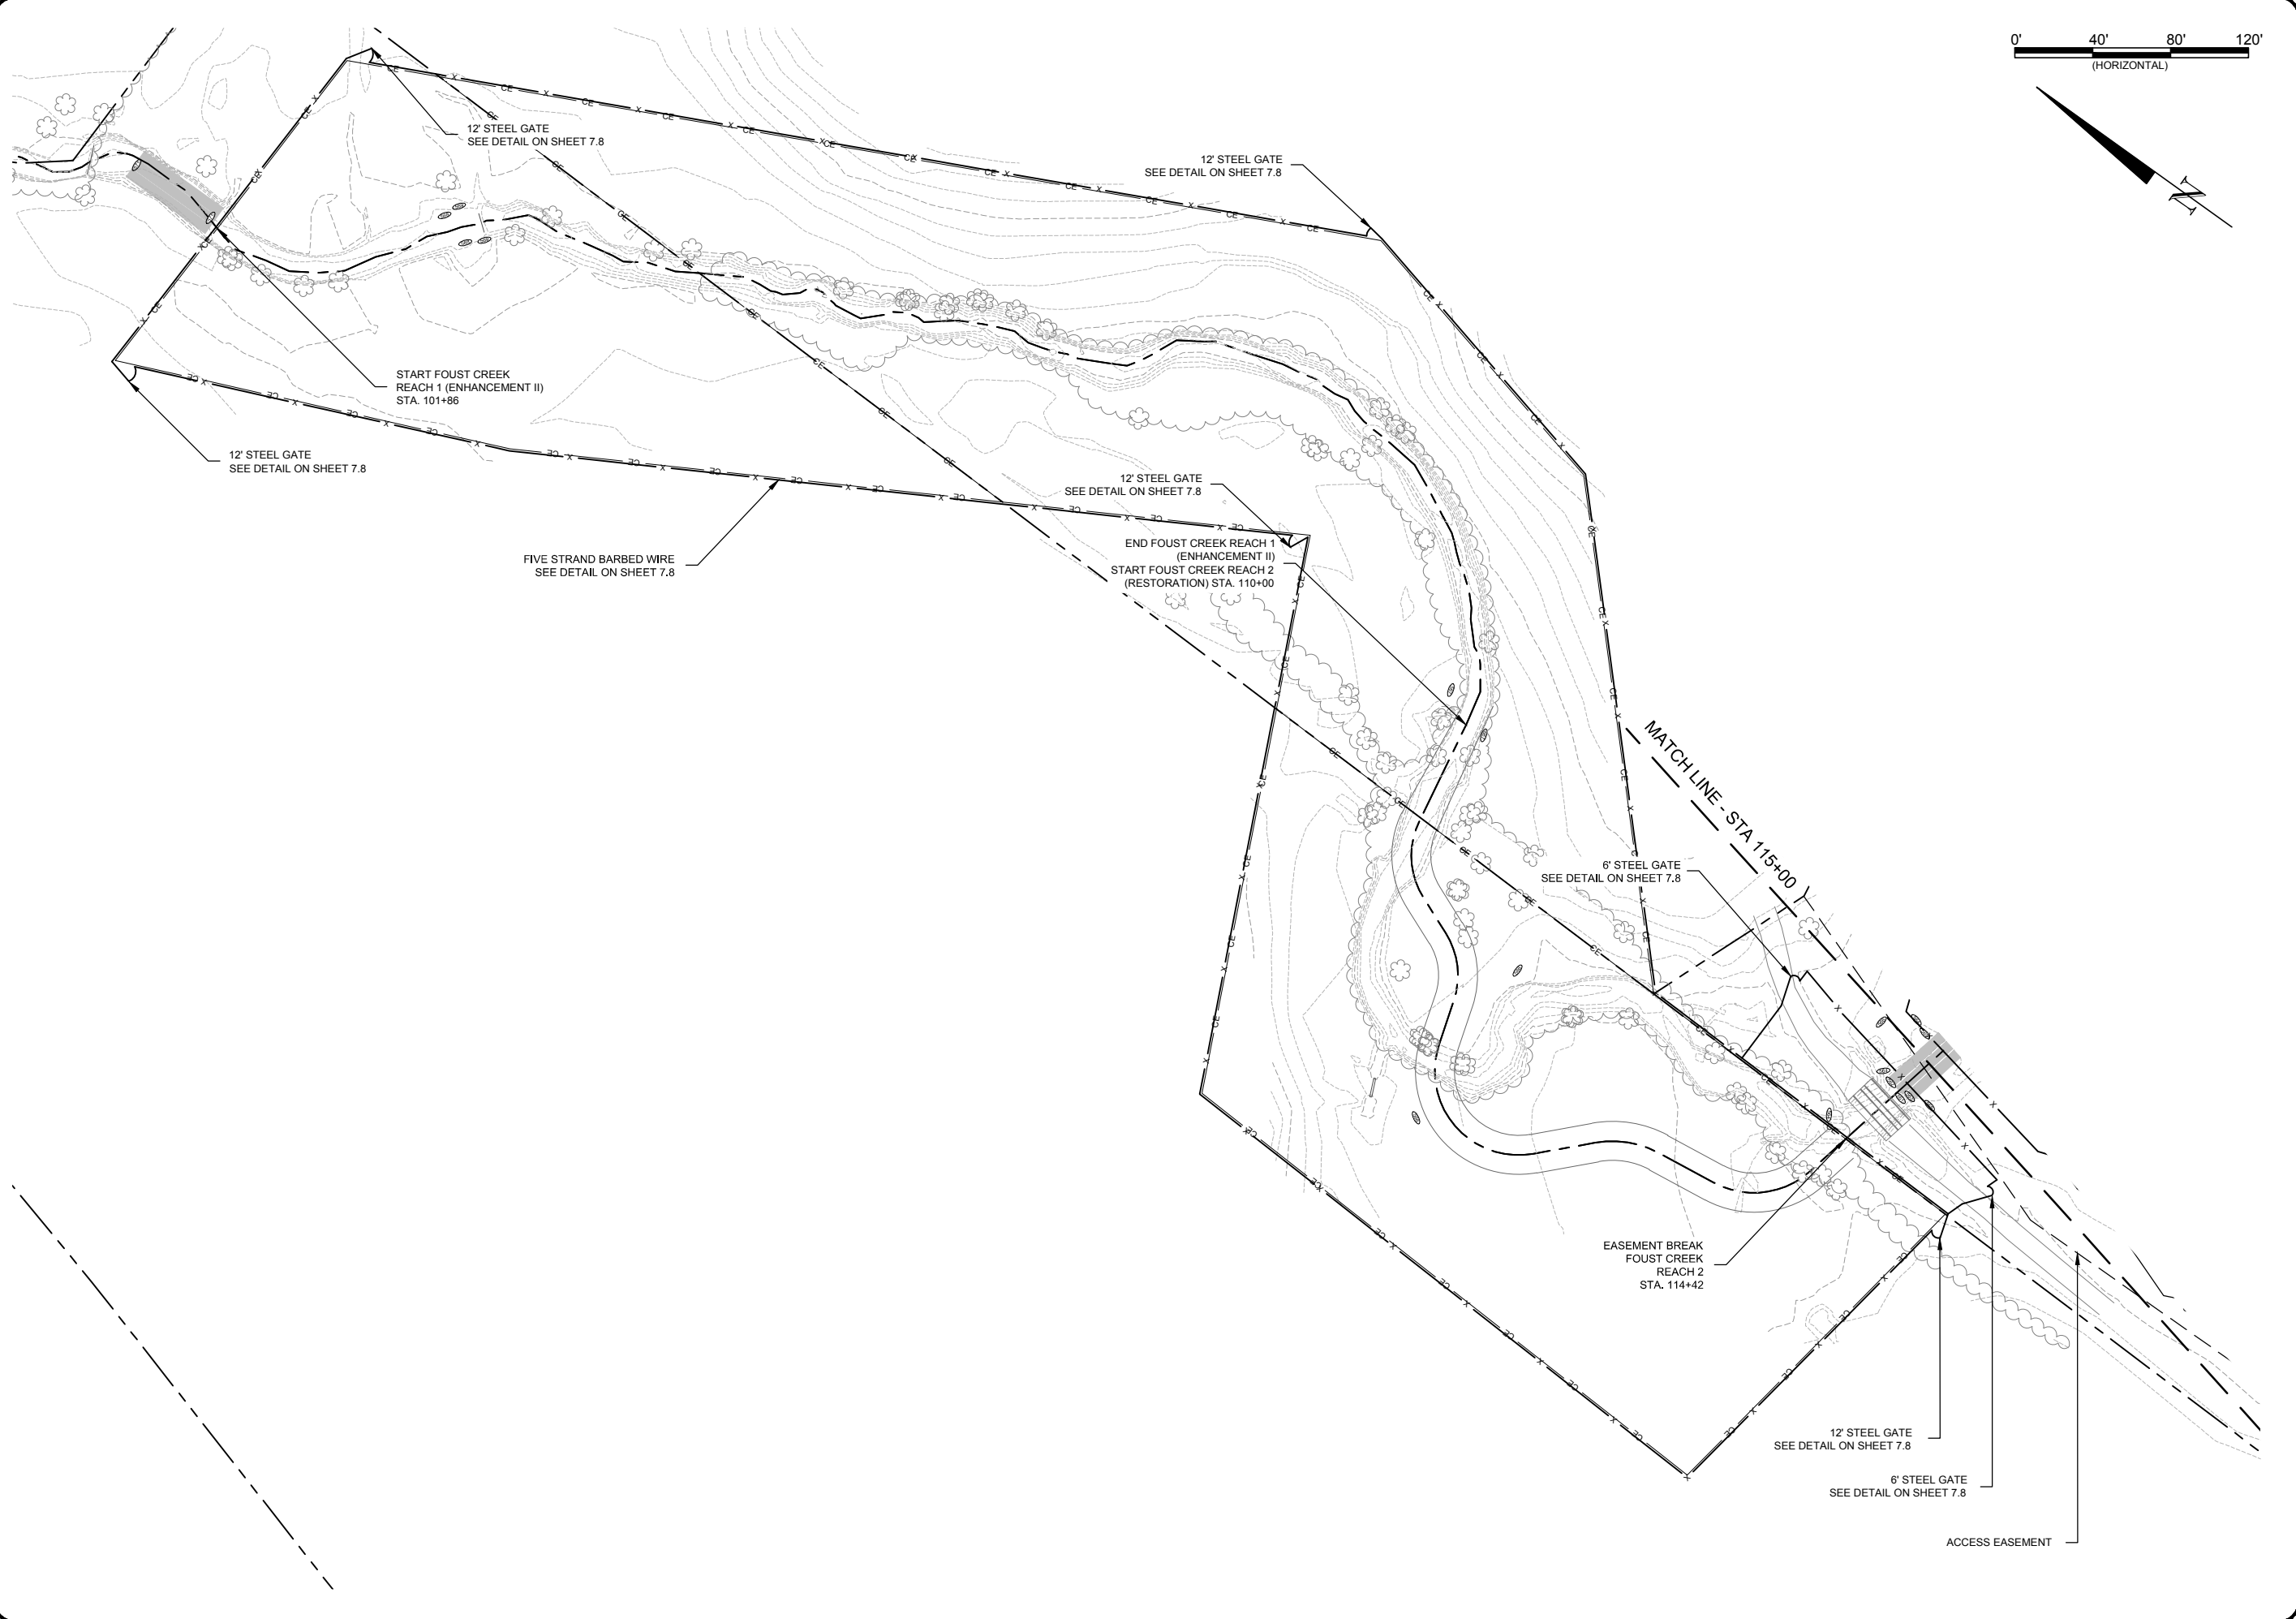 0' 40' 80' 120'
(HORIZONTAL)
N
12' STEEL GATE
SEE DETAIL ON SHEET 7.8
12' STEEL GATE
SEE DETAIL ON SHEET 7.8
START FOUST CREEK
REACH 1 (ENHANCEMENT II)
STA. 101+86
12' STEEL GATE
SEE DETAIL ON SHEET 7.8
12' STEEL GATE
SEE DETAIL ON SHEET 7.8
FIVE STRAND BARBED WIRE
SEE DETAIL ON SHEET 7.8
END FOUST CREEK REACH 1
(ENHANCEMENT II)
START FOUST CREEK REACH 2
(RESTORATION) STA. 110+00
MATCH LINE - STA 115+00
6' STEEL GATE
SEE DETAIL ON SHEET 7.8
EASEMENT BREAK
FOUST CREEK
REACH 2
STA. 114+42
12' STEEL GATE
SEE DETAIL ON SHEET 7.8
6' STEEL GATE
SEE DETAIL ON SHEET 7.8
ACCESS EASEMENT